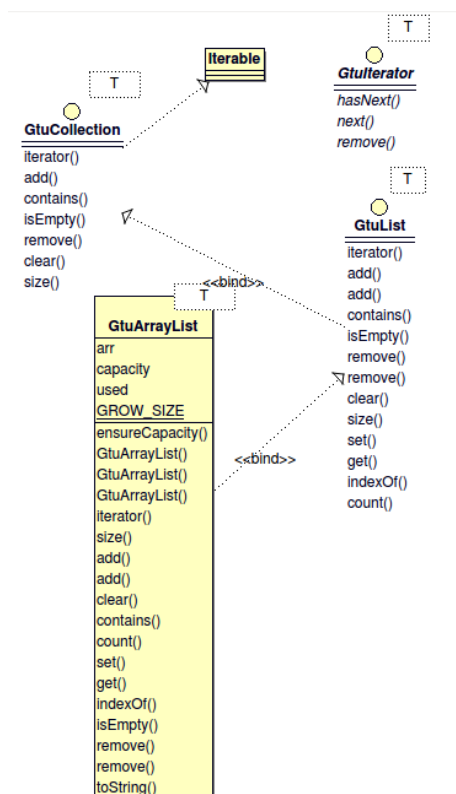 T
Iterable
GtuIterator
hasNext()
next()
remove()
T
GtuCollection
iterator()
add()
contains()
isEmpty()
remove()
clear()
size()
T
GtuList
iterator()
add()
add()
contains()
isEmpty()
remove()
remove()
clear()
size()
set()
get()
indexOf()
count()
<<bind>>
T
GtuArrayList
arr
capacity
used
GROW_SIZE
ensureCapacity()
GtuArrayList()
GtuArrayList()
GtuArrayList()
iterator()
size()
add()
add()
clear()
contains()
count()
set()
get()
indexOf()
isEmpty()
remove()
remove()
toString()
<<bind>>